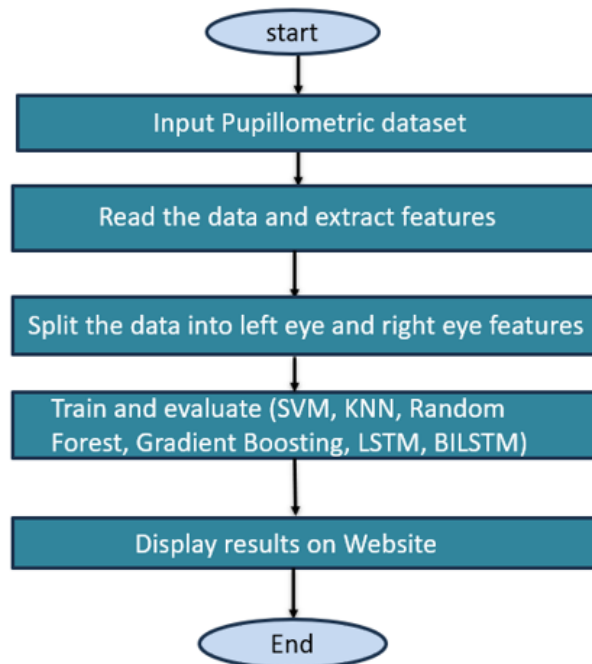 start
Input Pupillometric dataset
Read the data and extract features
Split the data into left eye and right eye features
Train and evaluate (SVM, KNN, Random
Forest, Gradient Boosting, LSTM, BILSTM)
Display results on Website
End